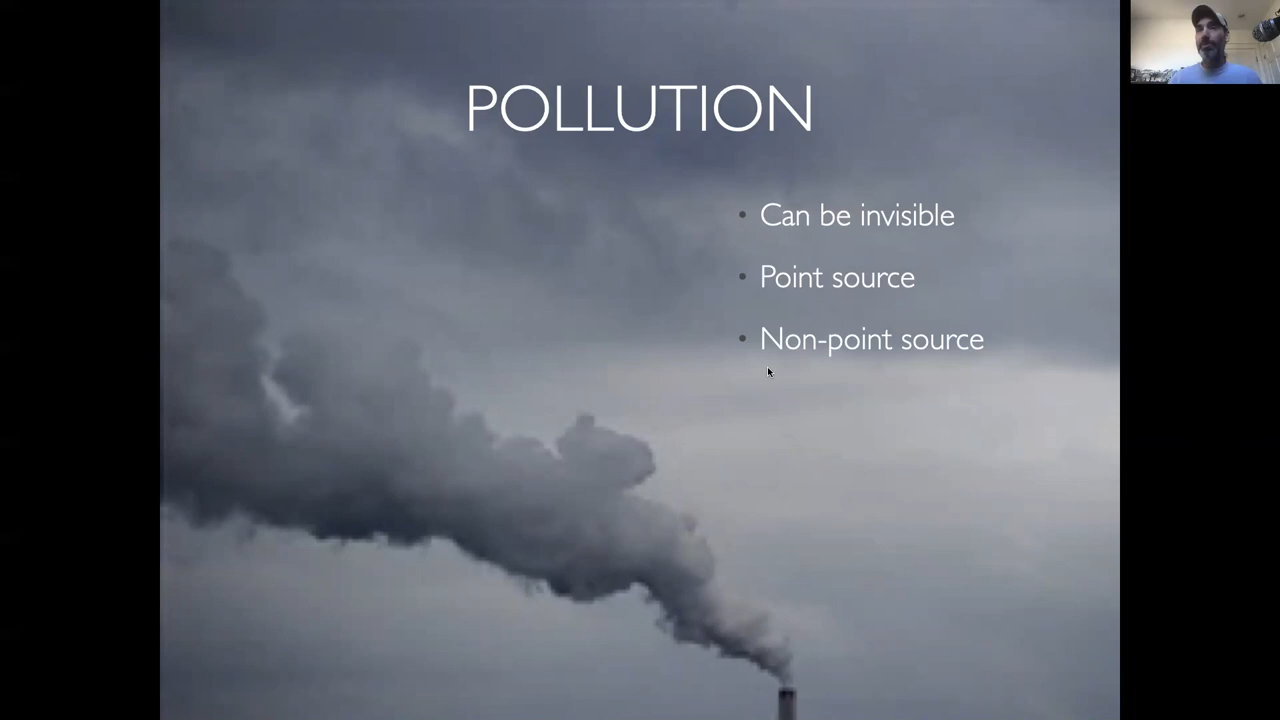 POLLUTION
• Can be invisible
• Point source
• Non-point source